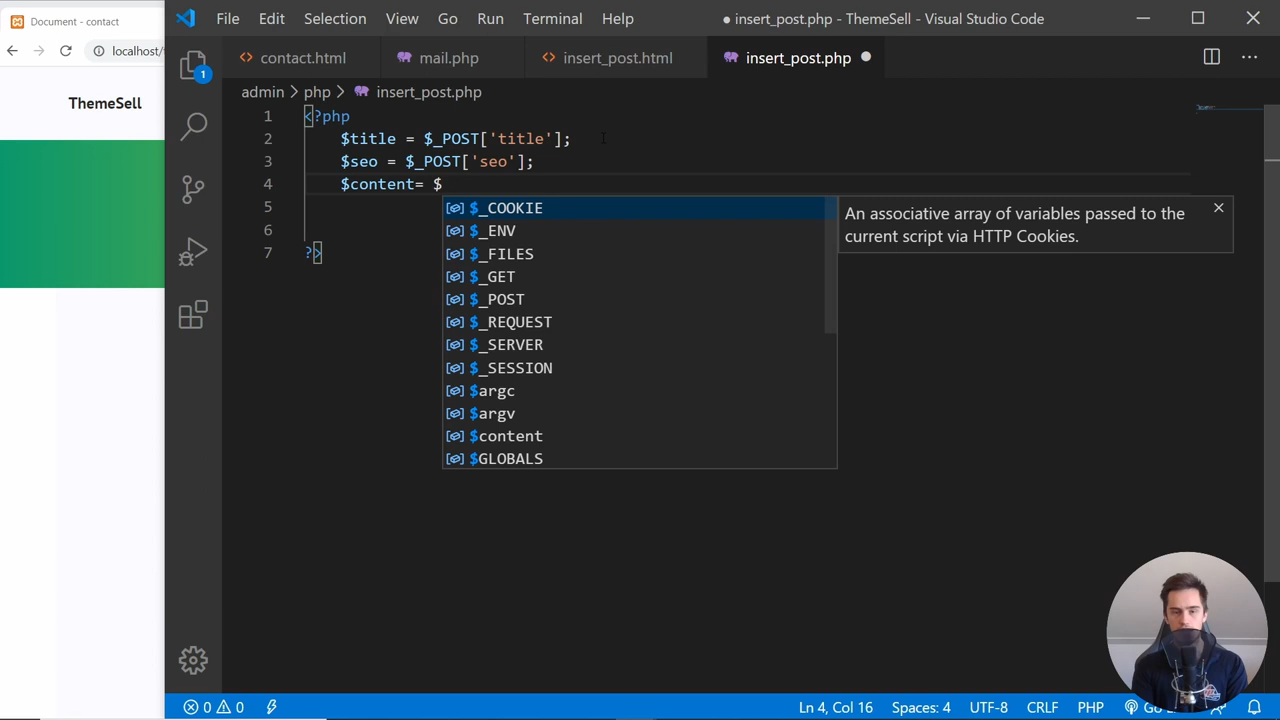 Document - contact
File Edit Selection View Go Run Terminal Help
● insert_post.php - ThemeSell - Visual Studio Code
localhost/
contact.html
mail.php
insert_post.html
insert_post.php
1
admin > php > insert_post.php
ThemeSell
1 <?php
2 $title = $_POST['title'];
3 $seo = $_POST['seo'];
4 $content= $
5
6
7 ?>
$_COOKIE
$_ENV
$_FILES
$_GET
$_POST
$_REQUEST
$_SERVER
$_SESSION
$argc
$argv
$content
$GLOBALS
An associative array of variables passed to the
current script via HTTP Cookies.
0 0
Ln 4, Col 16 Spaces: 4 UTF-8 CRLF PHP